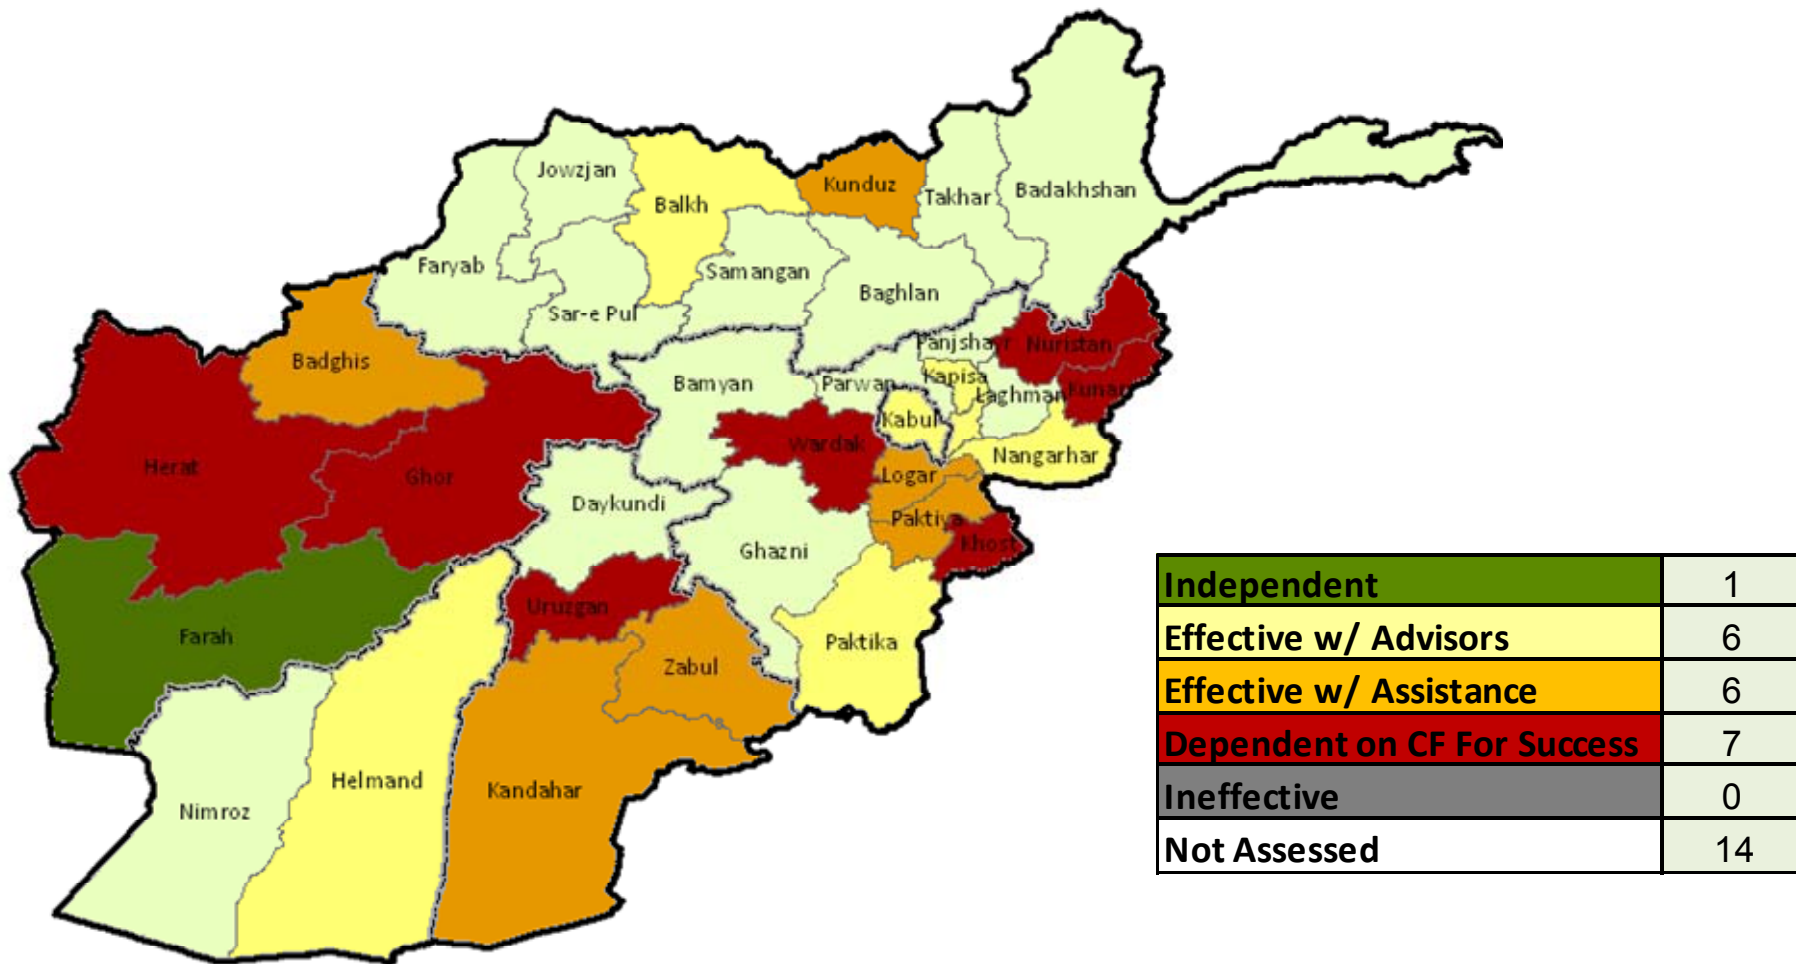 Jowzjan
Kunduz
Balkh
Takhar
Badakhshan
Faryab
Samangan
Baghlan
Sar-e Pul
Badghis
Panjshayr
Nuristan
Bamyan
Parwan
Kapisa
Laghman
Kunar
Kabul
Wardak
Nangarhar
Herat
Ghor
Logar
Daykundi
Paktiya
Khost
Ghazni
Uruzgan
Farah
Paktika
Zabul
Helmand
Kandahar
Nimroz
Independent 1
Effective w/ Advisors 6
Effective w/ Assistance 6
Dependent on CF For Success 7
Ineffective 0
Not Assessed 14